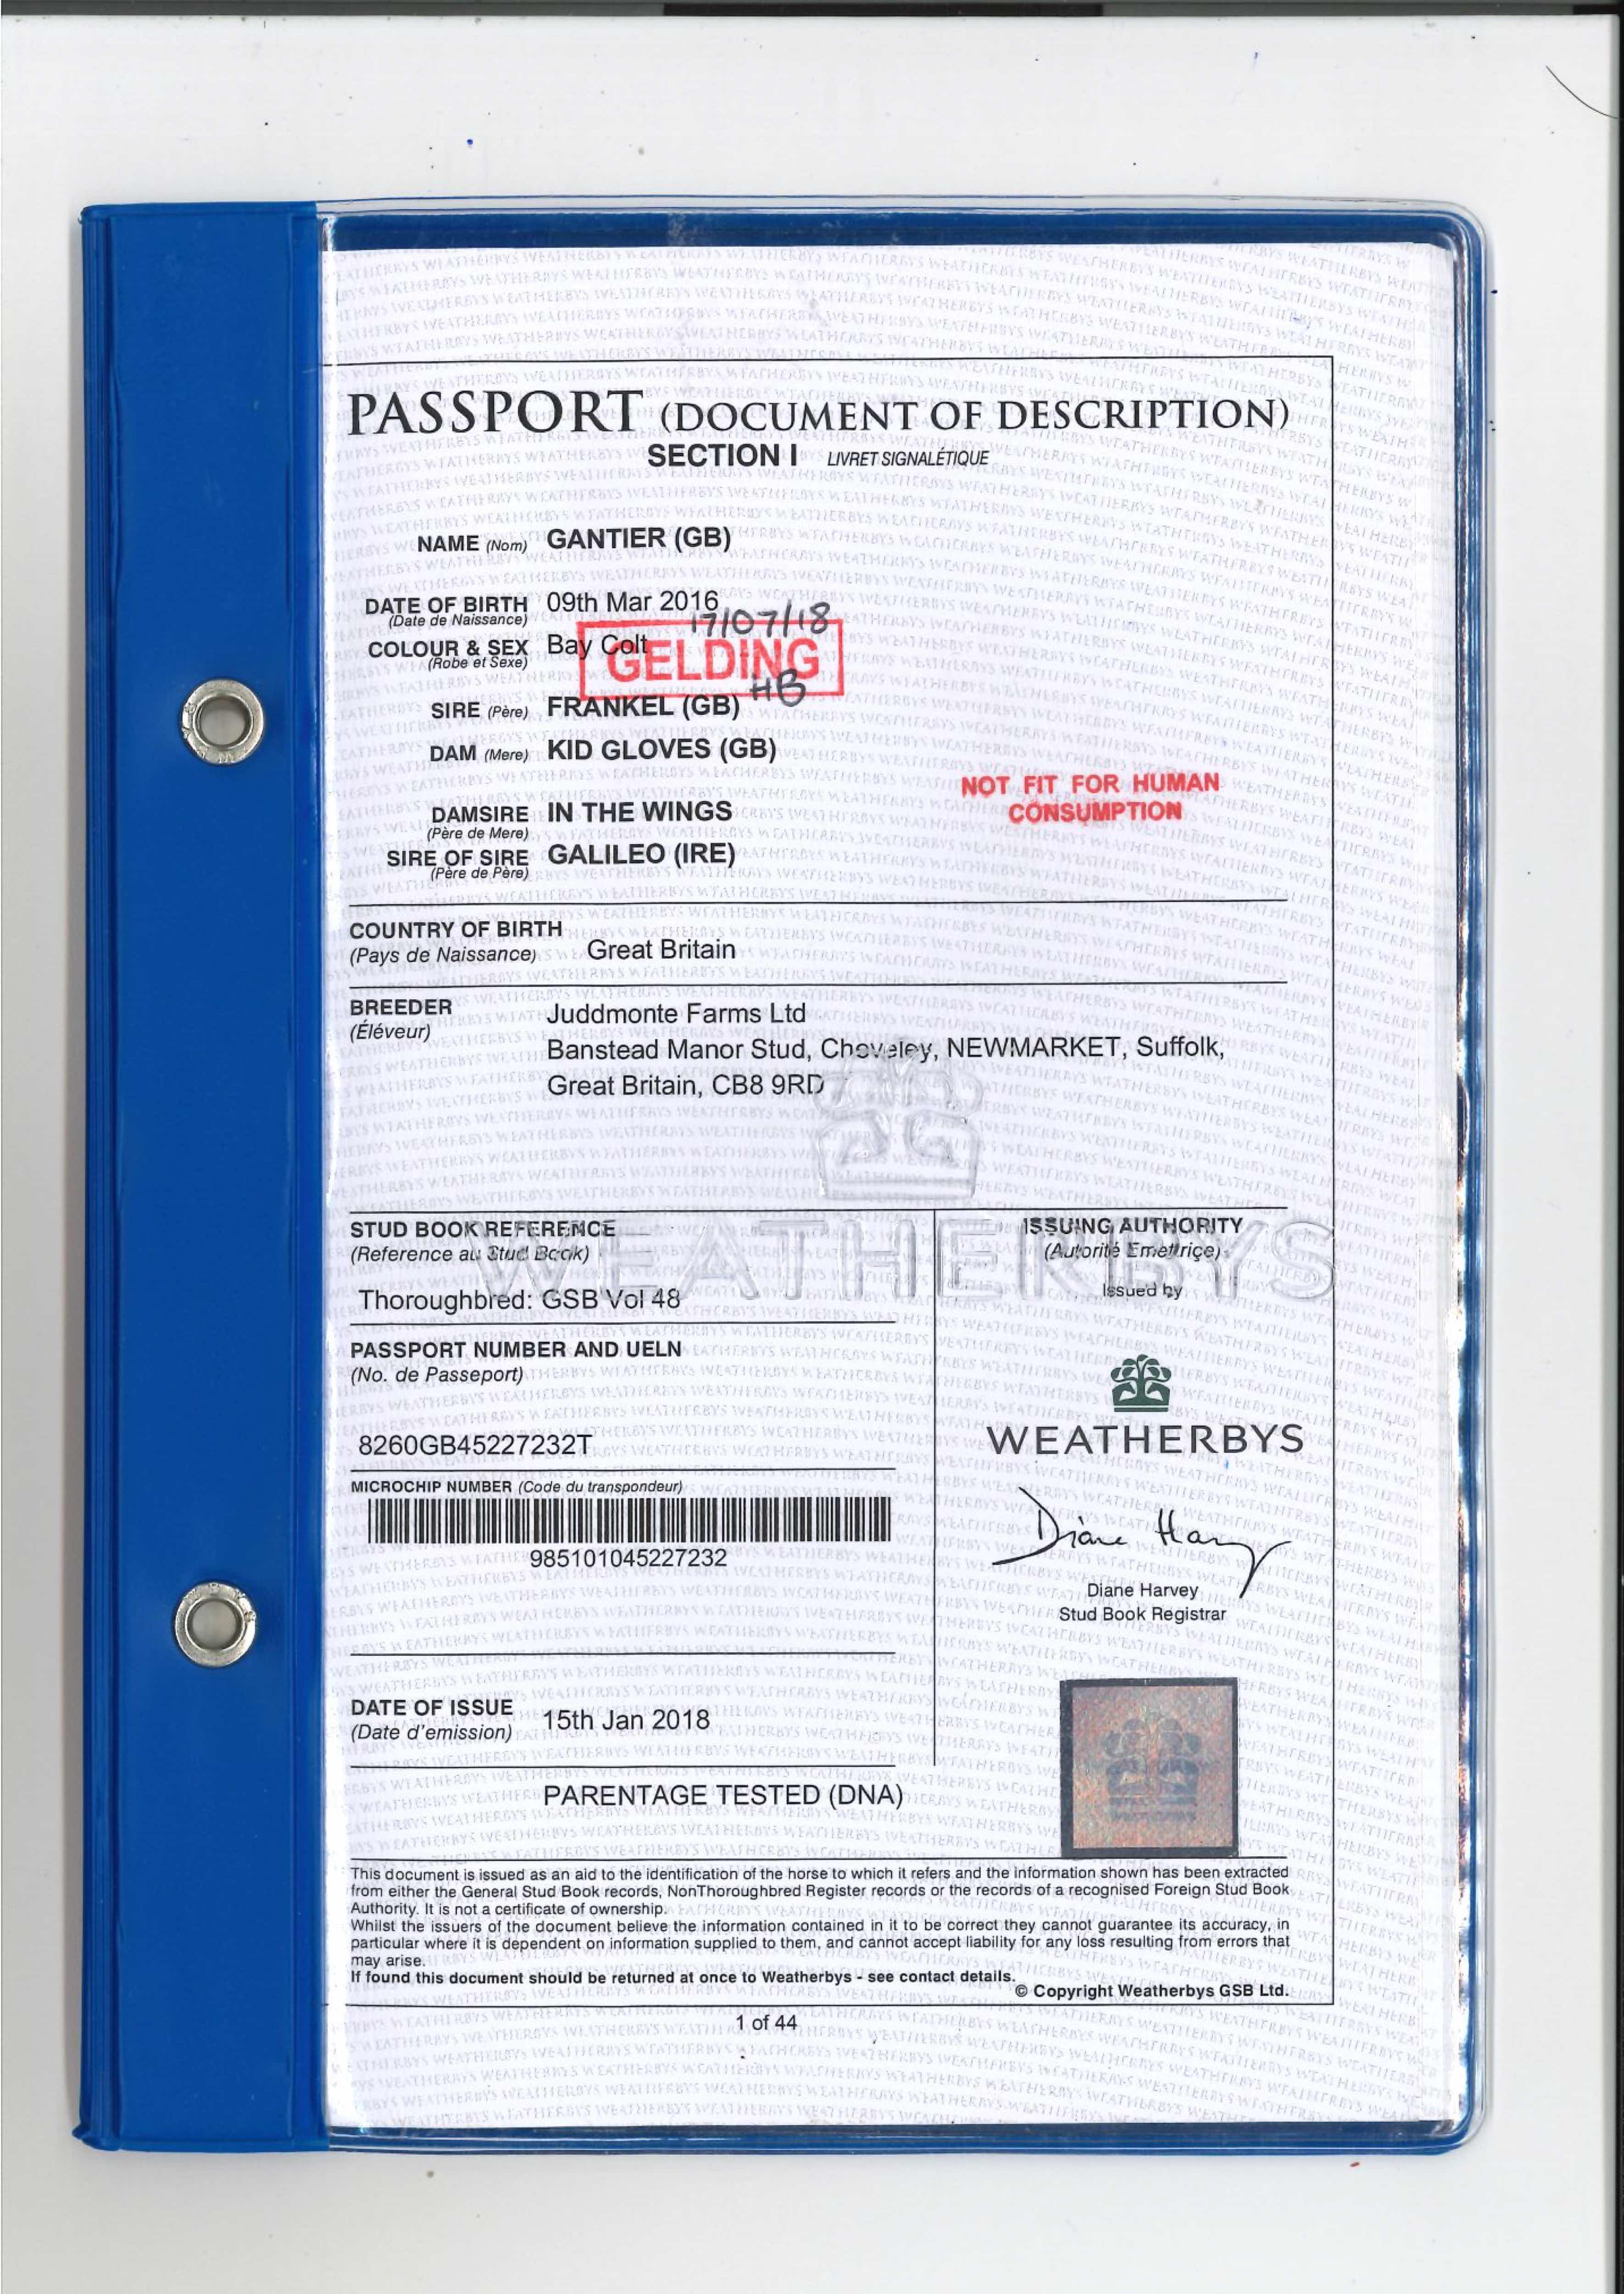 PASSPORT (DOCUMENT OF DESCRIPTION)
SECTION I LIVRET SIGNALÉTIQUE
NAME (Nom) GANTIER (GB)
DATE OF BIRTH 09th Mar 2016
(Date de Naissance)
17/07/18
COLOUR & SEX Bay Colt
(Robe et Sexe)
GELDING
HB
SIRE (Père) FRANKEL (GB)
DAM (Mere) KID GLOVES (GB)
NOT FIT FOR HUMAN
CONSUMPTION
DAMSIRE IN THE WINGS
(Père de Mere)
SIRE OF SIRE GALILEO (IRE)
(Père de Père)
COUNTRY OF BIRTH
(Pays de Naissance) Great Britain
BREEDER Juddmonte Farms Ltd
(Éléveur)
Banstead Manor Stud, Cheveley, NEWMARKET, Suffolk,
Great Britain, CB8 9RD
WEATHERBYS
STUD BOOK REFERENCE
(Reference au Stud Book)
Thoroughbred: GSB Vol 48
ISSUING AUTHORITY
(Autorité Emettriçe)
Issued by
WEATHERBYS
PASSPORT NUMBER AND UELN
(No. de Passeport)
8260GB45227232T
MICROCHIP NUMBER (Code du transpondeur)
985101045227232
Diane Harvey
Diane Harvey
Stud Book Registrar
DATE OF ISSUE
(Date d'emission) 15th Jan 2018
PARENTAGE TESTED (DNA)
WEATHERBYS
This document is issued as an aid to the identification of the horse to which it refers and the information shown has been extracted
from either the General Stud Book records, NonThoroughbred Register records or the records of a recognised Foreign Stud Book
Authority. It is not a certificate of ownership.
Whilst the issuers of the document believe the information contained in it to be correct they cannot guarantee its accuracy, in
particular where it is dependent on information supplied to them, and cannot accept liability for any loss resulting from errors that
may arise.
If found this document should be returned at once to Weatherbys - see contact details.
© Copyright Weatherbys GSB Ltd.
1 of 44